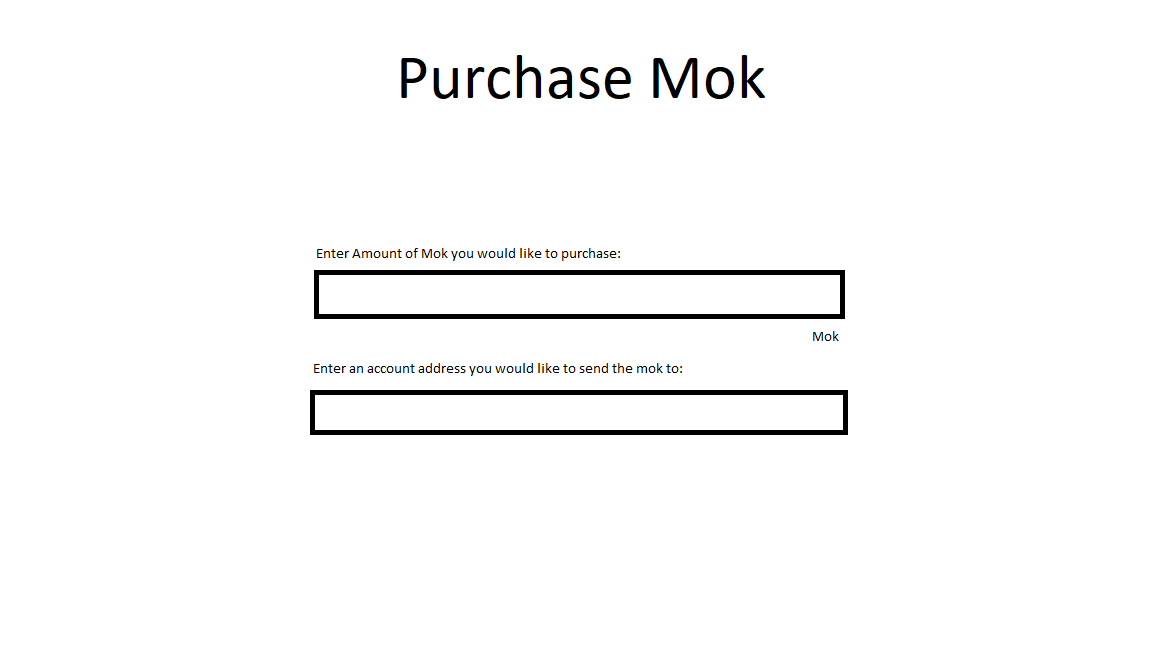 Purchase Mok
Enter Amount of Mok you would like to purchase:
Mok
Enter an account address you would like to send the mok to: